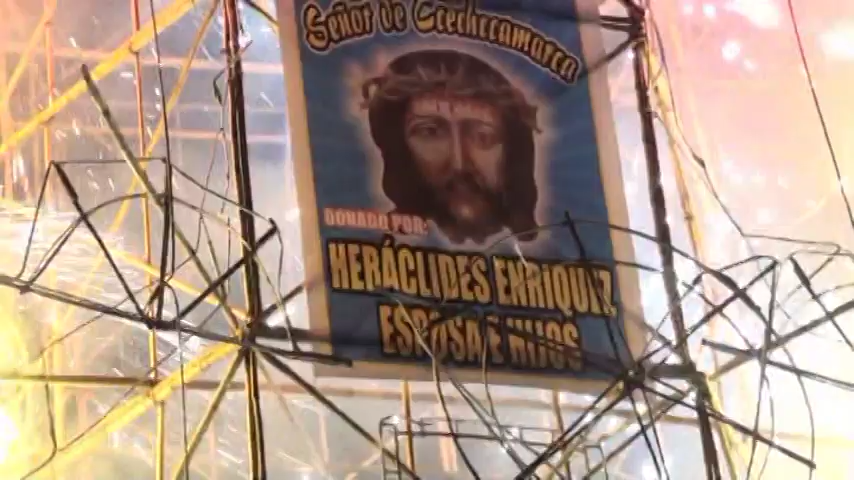 Señor de Ccechccamarca
DONADO POR:
HERÁCLIDES ENRIQUEZ
ESPOSA E HIJOS